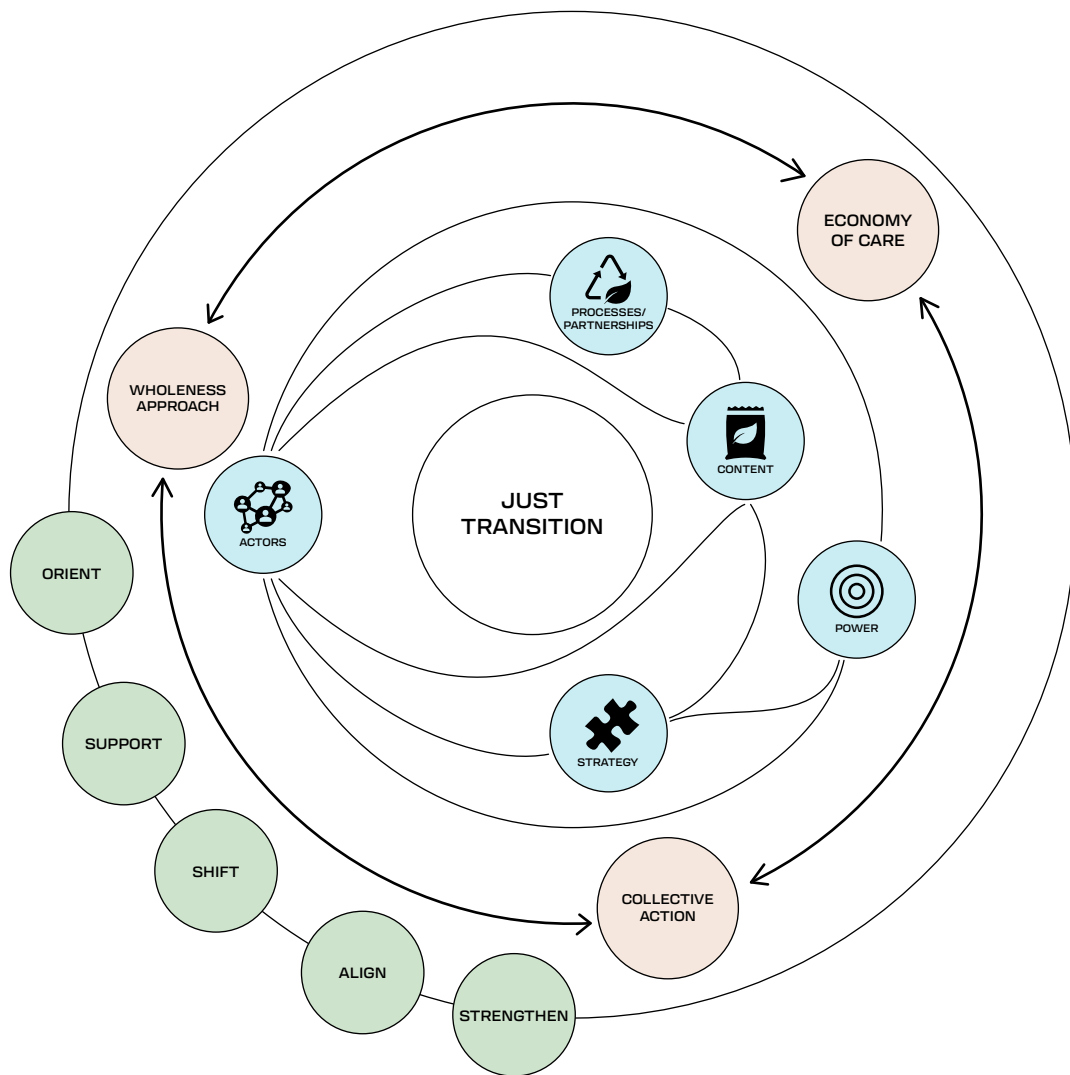 ECONOMY
OF CARE
PROCESSES/
PARTNERSHIPS
WHOLENESS
APPROACH
CONTENT
JUST
TRANSITION
ACTORS
ORIENT
POWER
SUPPORT
STRATEGY
SHIFT
COLLECTIVE
ACTION
ALIGN
STRENGTHEN